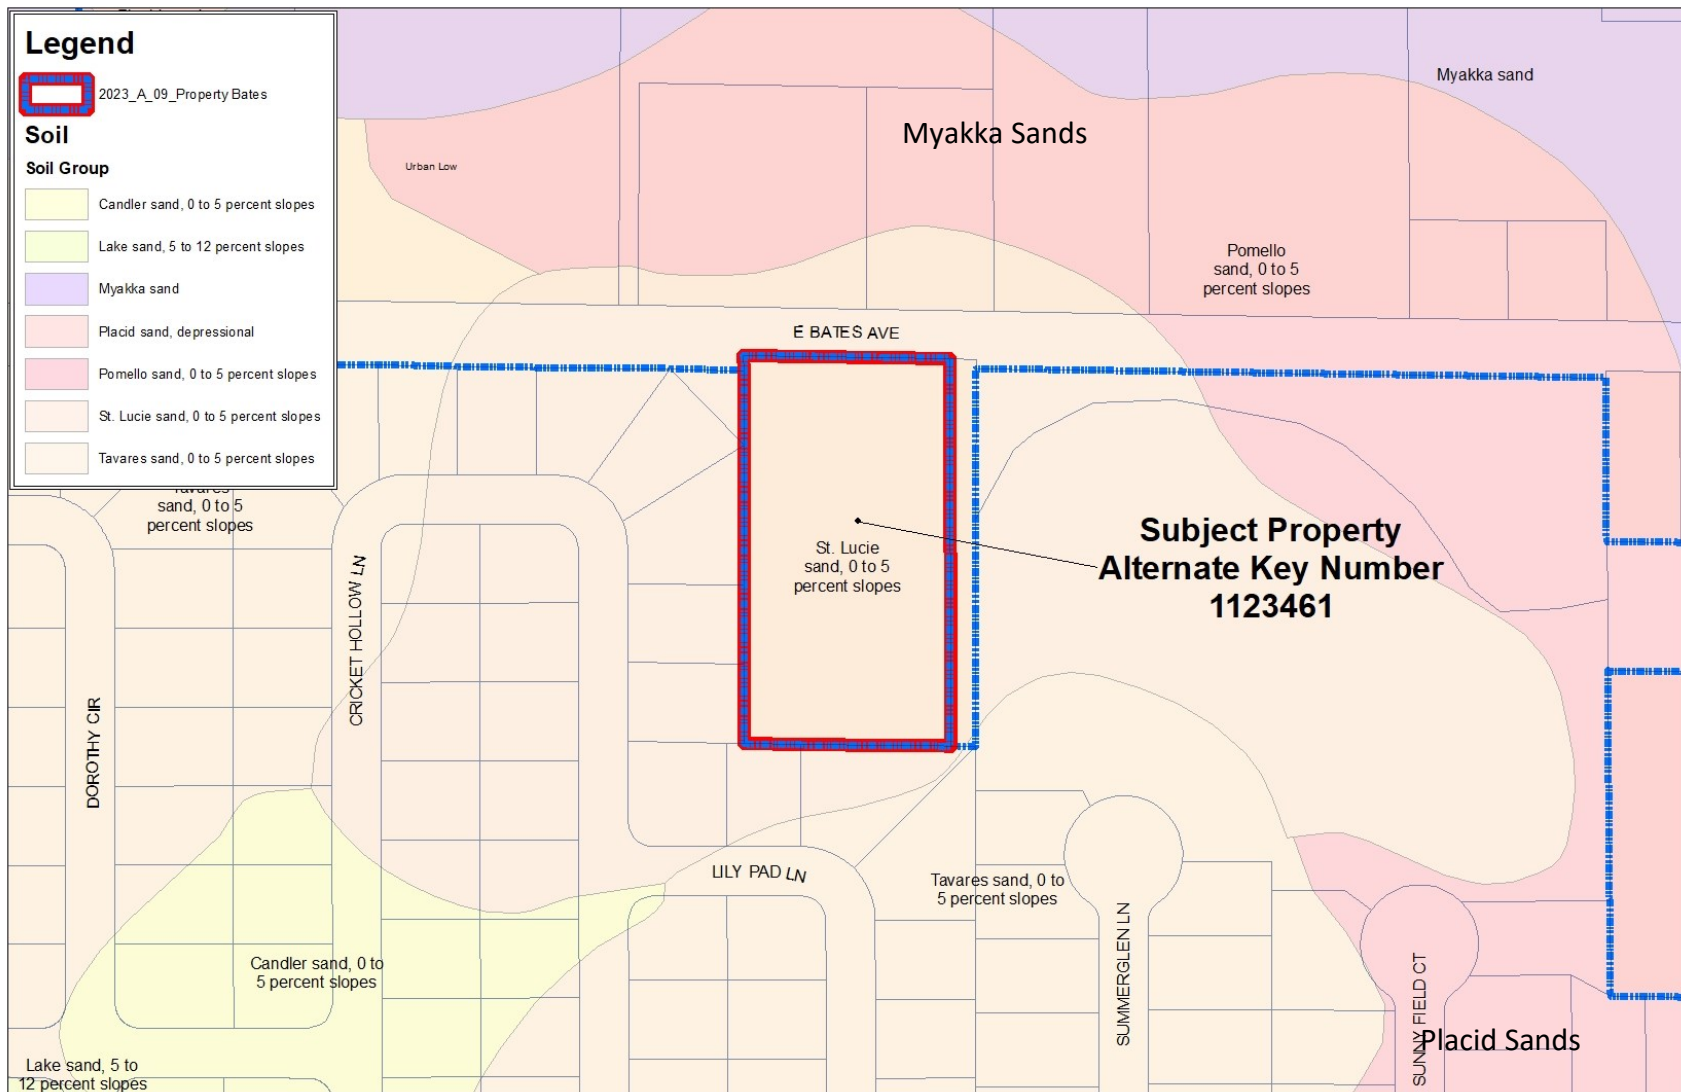 Legend
2023_A_09_Property Bates
Soil
Soil Group
Candler sand, 0 to 5 percent slopes
Lake sand, 5 to 12 percent slopes
Myakka sand
Placid sand, depressional
Pomello sand, 0 to 5 percent slopes
St. Lucie sand, 0 to 5 percent slopes
Tavares sand, 0 to 5 percent slopes
Myakka sand
Myakka Sands
Urban Low
Pomello
sand, 0 to 5
percent slopes
E BATES AVE
Tavares
sand, 0 to 5
percent slopes
St. Lucie
sand, 0 to 5
percent slopes
Subject Property
Alternate Key Number
1123461
CRICKET HOLLOW LN
DOROTHY CIR
LILY PAD LN
Tavares sand, 0 to
5 percent slopes
SUMMERGLEN LN
Candler sand, 0 to
5 percent slopes
SUNNY FIELD CT
Placid Sands
Lake sand, 5 to
12 percent slopes